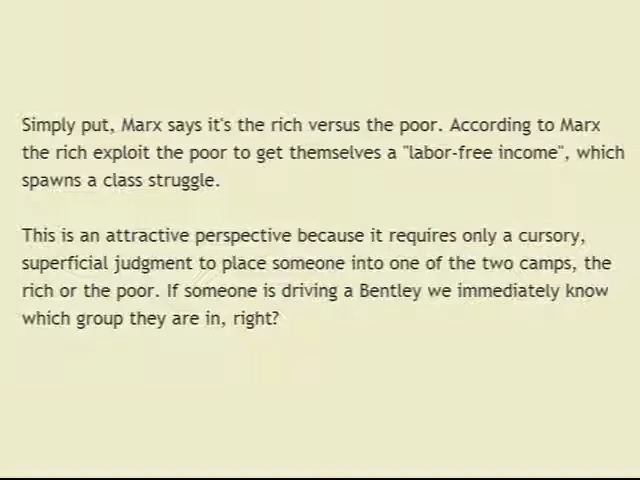 Simply put, Marx says it's the rich versus the poor. According to Marx
the rich exploit the poor to get themselves a "labor-free income", which
spawns a class struggle.
This is an attractive perspective because it requires only a cursory,
superficial judgment to place someone into one of the two camps, the
rich or the poor. If someone is driving a Bentley we immediately know
which group they are in, right?